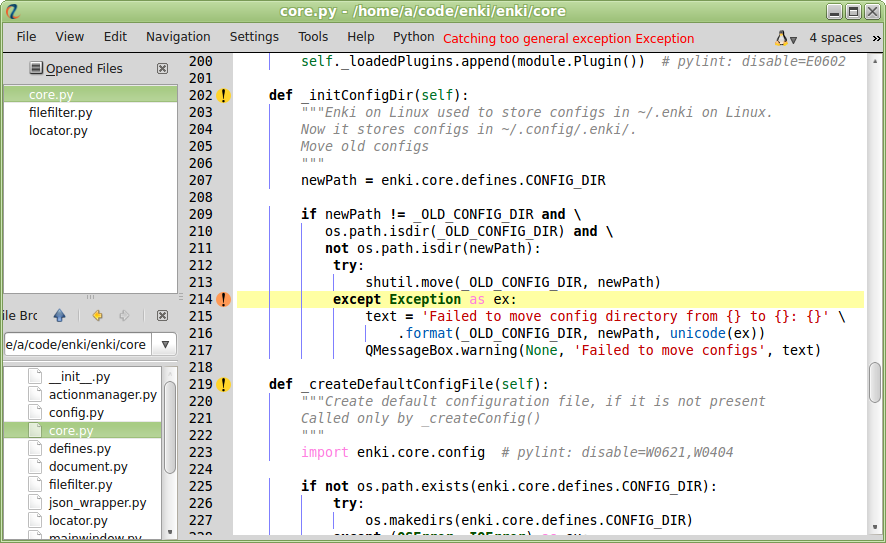 core.py - /home/a/code/enki/enki/core
File View Edit Navigation Settings Tools Help Python Catching too general exception Exception 4 spaces »
Opened Files
core.py
filefilter.py
locator.py
ile Bro
e/a/code/enki/enki/core
__init__.py
actionmanager.py
config.py
core.py
defines.py
document.py
filefilter.py
json_wrapper.py
locator.py
mainwindow.py
200 self._loadedPlugins.append(module.Plugin())  # pylint: disable=E0602
201
202 def _initConfigDir(self):
203 """Enki on Linux used to store configs in ~/.enki on Linux.
204 Now it stores configs in ~/.config/.enki/.
205 Move old configs
206 """
207 newPath = enki.core.defines.CONFIG_DIR
208
209 if newPath != _OLD_CONFIG_DIR and \
210 os.path.isdir(_OLD_CONFIG_DIR) and \
211 not os.path.isdir(newPath):
212 try:
213 shutil.move(_OLD_CONFIG_DIR, newPath)
214 except Exception as ex:
215 text = 'Failed to move config directory from {} to {}: {}' \
216 .format(_OLD_CONFIG_DIR, newPath, unicode(ex))
217 QMessageBox.warning(None, 'Failed to move configs', text)
218
219 def _createDefaultConfigFile(self):
220 """Create default configuration file, if it is not present
221 Called only by _createConfig()
222 """
223 import enki.core.config  # pylint: disable=W0621,W0404
224
225 if not os.path.exists(enki.core.defines.CONFIG_DIR):
226 try:
227 os.makedirs(enki.core.defines.CONFIG_DIR)
228 except (OSError, IOError) as ex